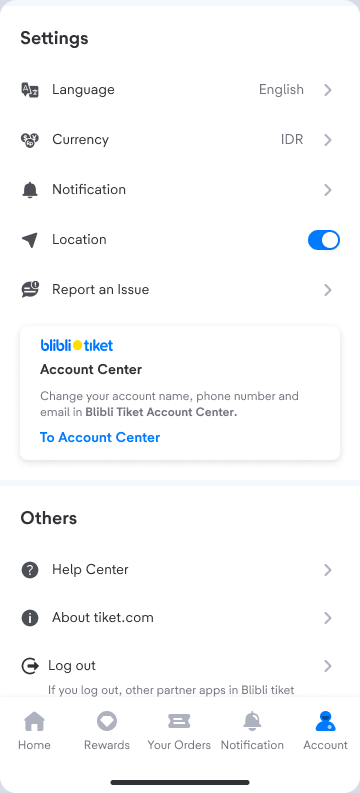 Settings
Language English
Currency IDR
Notification
Location
Report an Issue
blibli tiket
Account Center
Change your account name, phone number and
email in Blibli Tiket Account Center.
To Account Center
Others
Help Center
About tiket.com
Log out
If you log out, other partner apps in Blibli tiket
Home Rewards Your Orders Notification Account